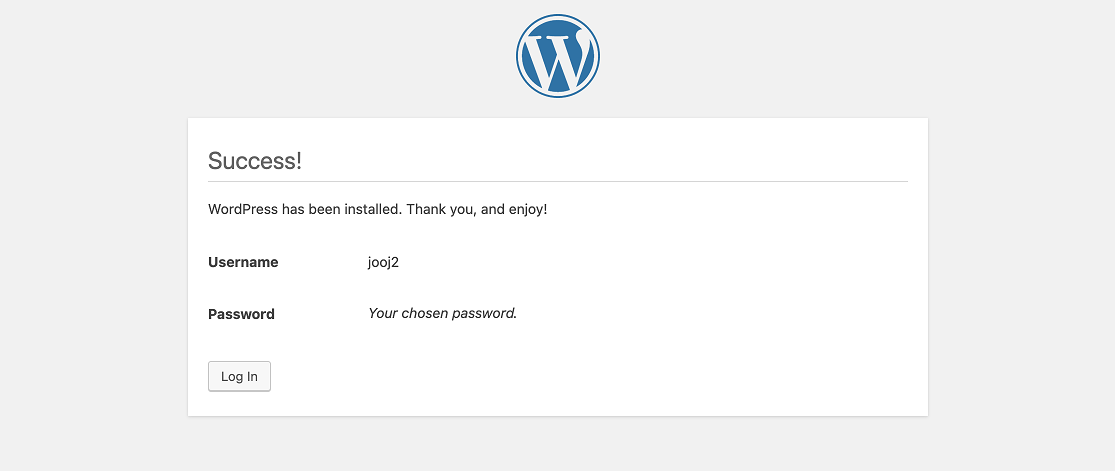 Success!
WordPress has been installed. Thank you, and enjoy!
Username jooj2
Password Your chosen password.
Log In